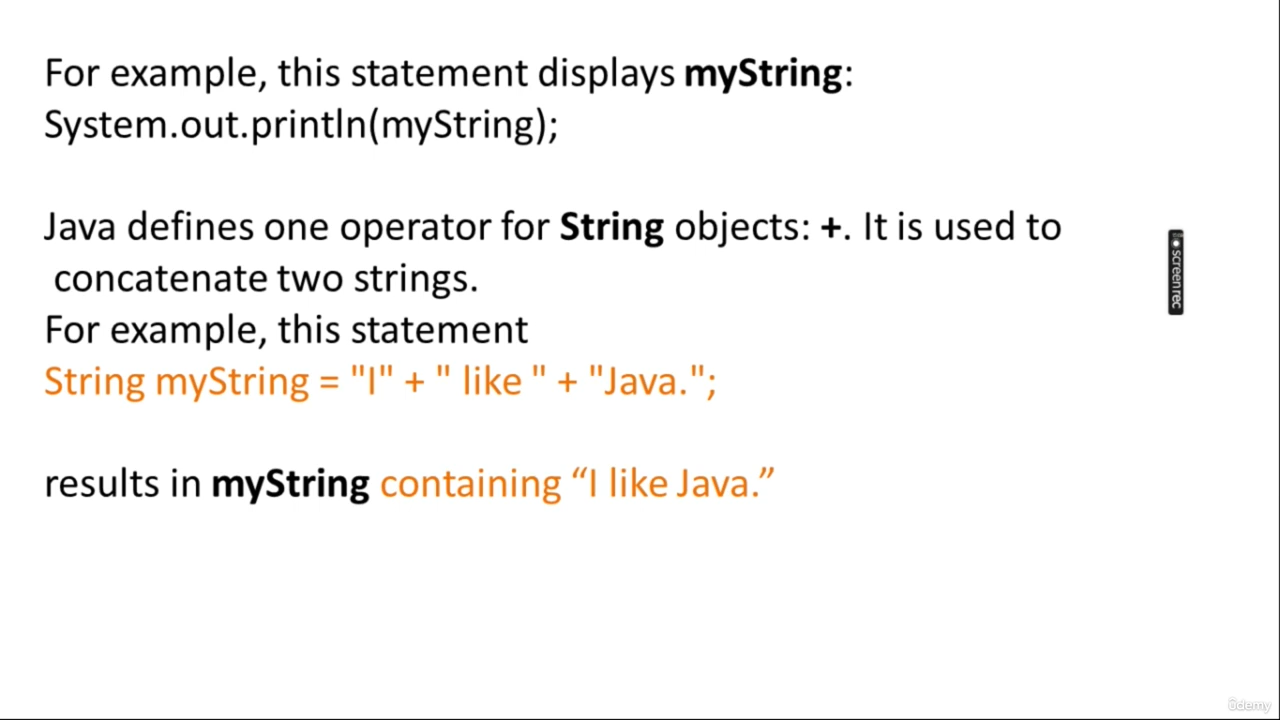 For example, this statement displays myString:
System.out.println(myString);
Java defines one operator for String objects: +. It is used to
concatenate two strings.
For example, this statement
String myString = "I" + " like " + "Java.";
results in myString containing “I like Java.”
screenrec
ûdemy